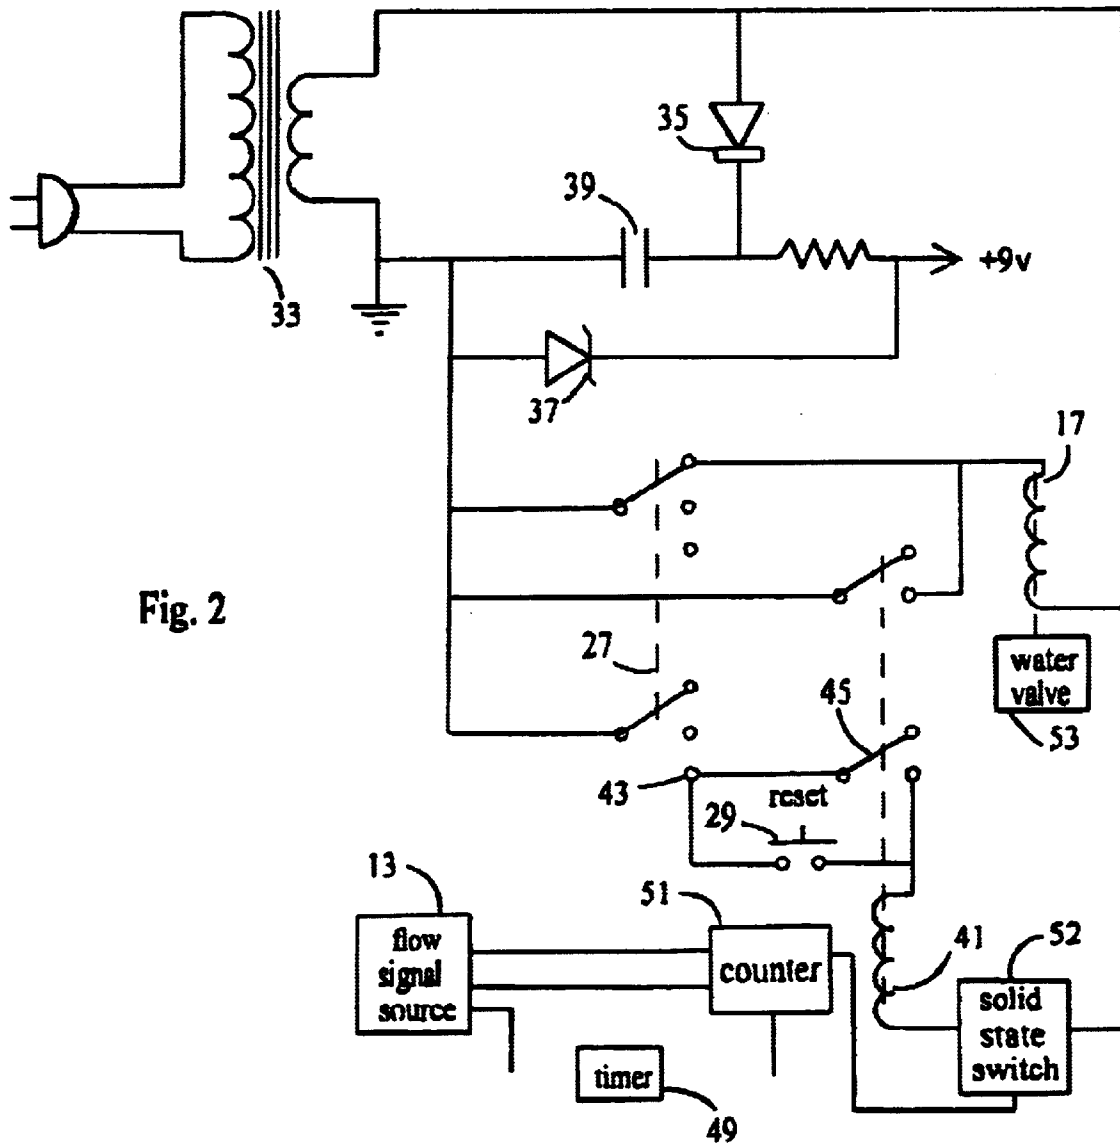 35
39
+9v
33
37
17
Fig. 2
27
water
valve
45
53
43
reset
29
13
51
flow
signal
source
counter
41
52
solid
state
switch
timer
49